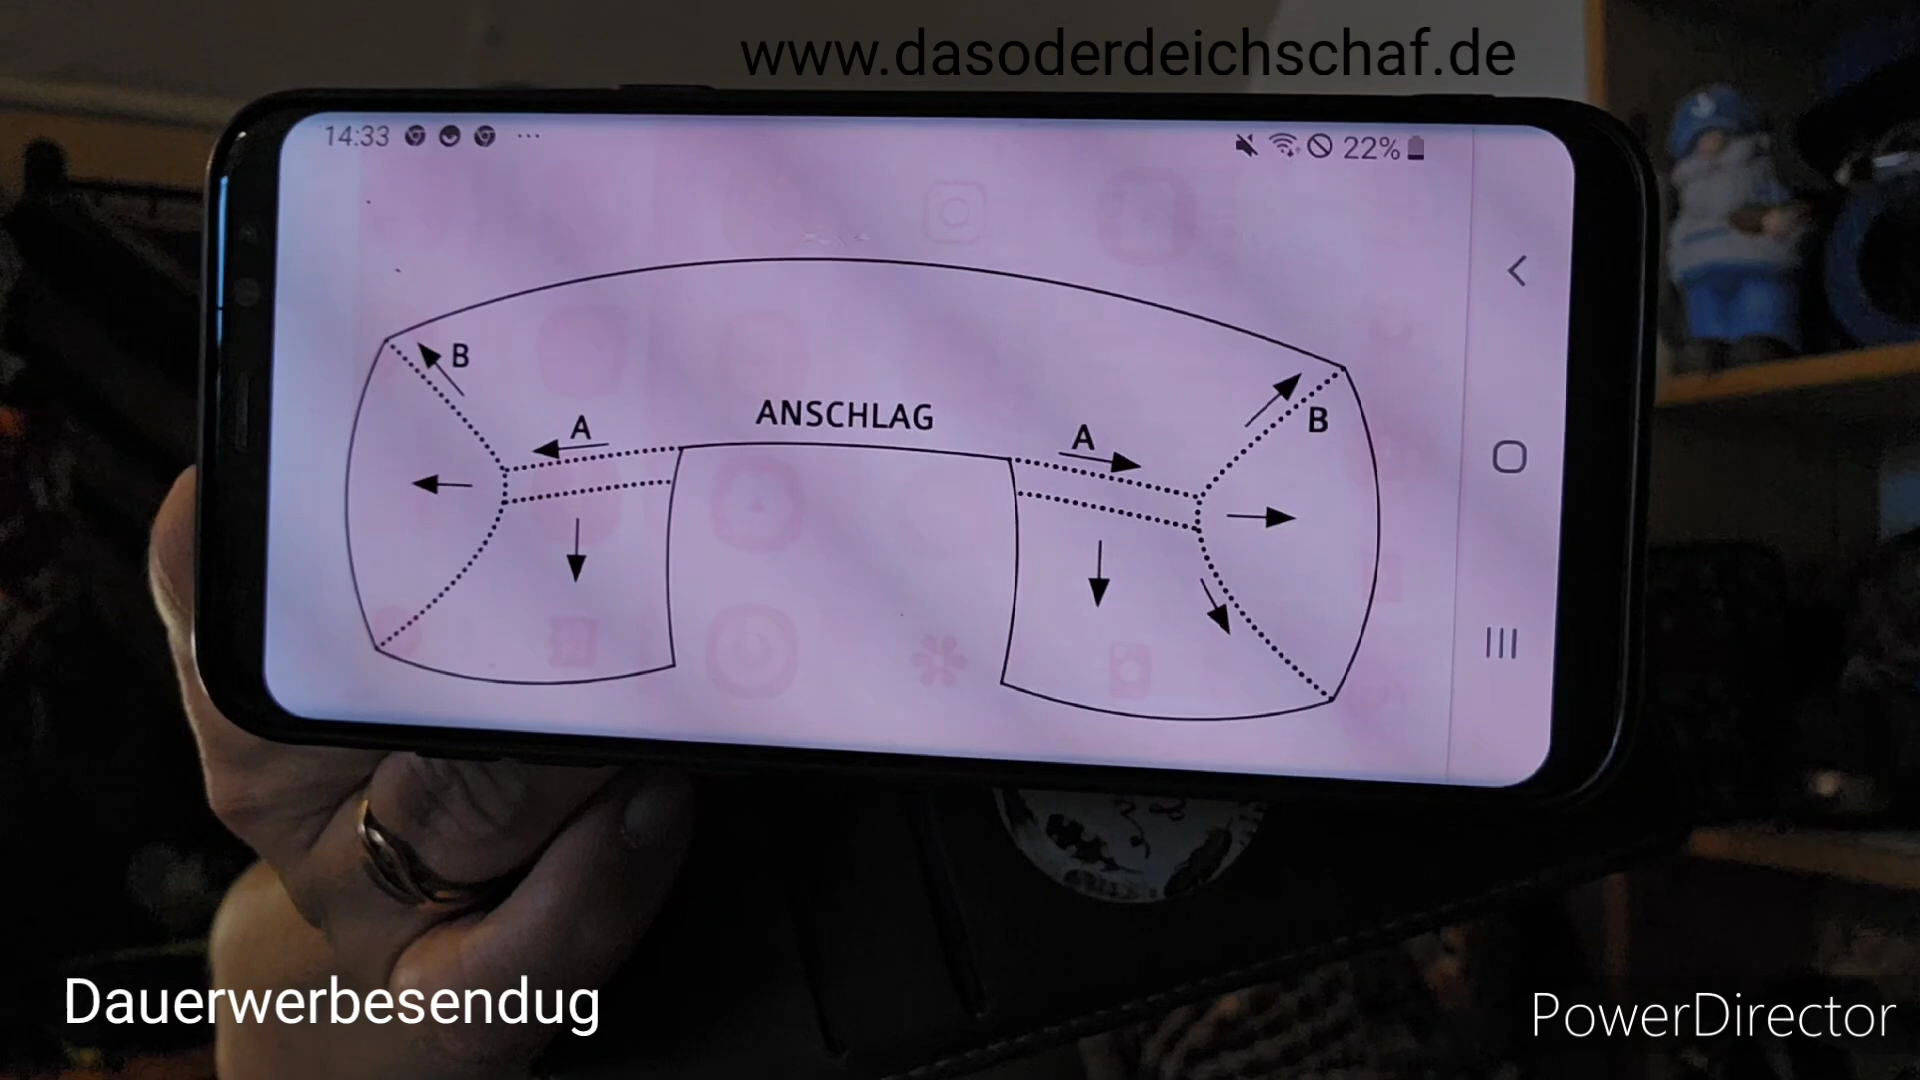 www.dasoderdeichschaf.de
14:33 ... 22%
B
A
ANSCHLAG
A
B
Dauerwerbesendug
PowerDirector